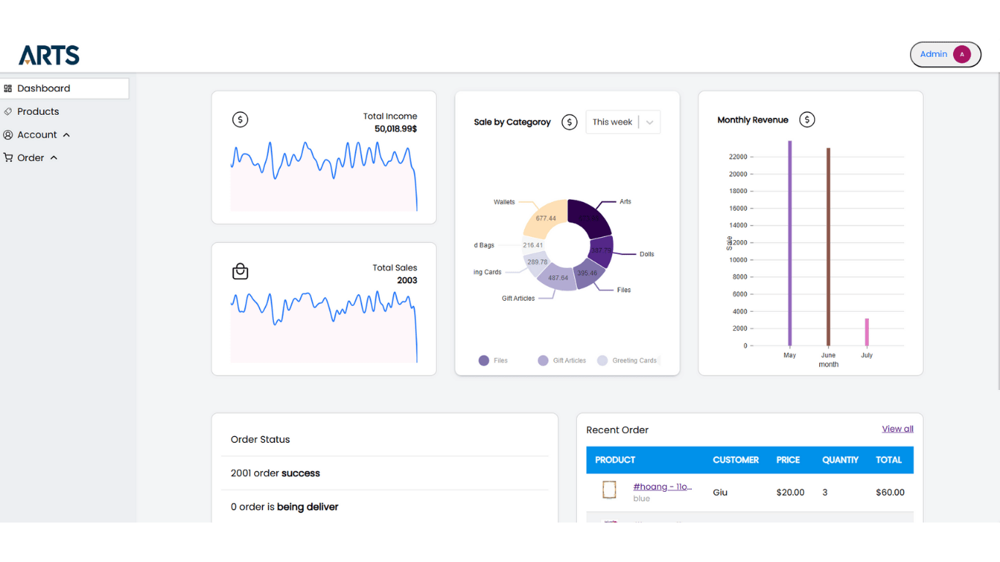 ARTS
Admin A
Dashboard
Products
Account
Order
$
Total Income
50,018.99$
Total Sales
2003
Sale by Categoroy $ This week
Wallets
Arts
677.44
d Bags
216.41
387.75
Dolls
289.78
ing Cards
487.64
395.46
Files
Gift Articles
Files Gift Articles Greeting Cards
Monthly Revenue $
22000
20000
18000
16000
14000
12000
Sale
10000
8000
6000
4000
2000
0
May June July
month
Order Status
2001 order success
0 order is being deliver
Recent Order View all
PRODUCT CUSTOMER PRICE QUANTIY TOTAL
#hoang - 11o... Giu $20.00 3 $60.00
blue